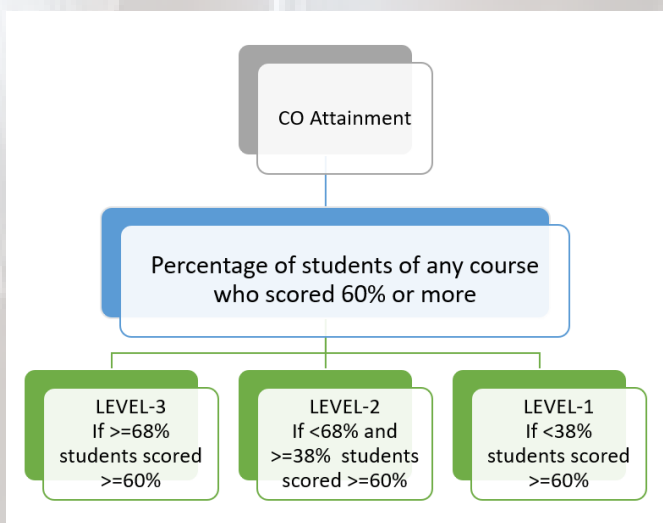 CO Attainment
Percentage of students of any course
who scored 60% or more
LEVEL-3
If >=68%
students scored
>=60%
LEVEL-2
If <68% and
>=38% students
scored >=60%
LEVEL-1
If <38%
students scored
>=60%